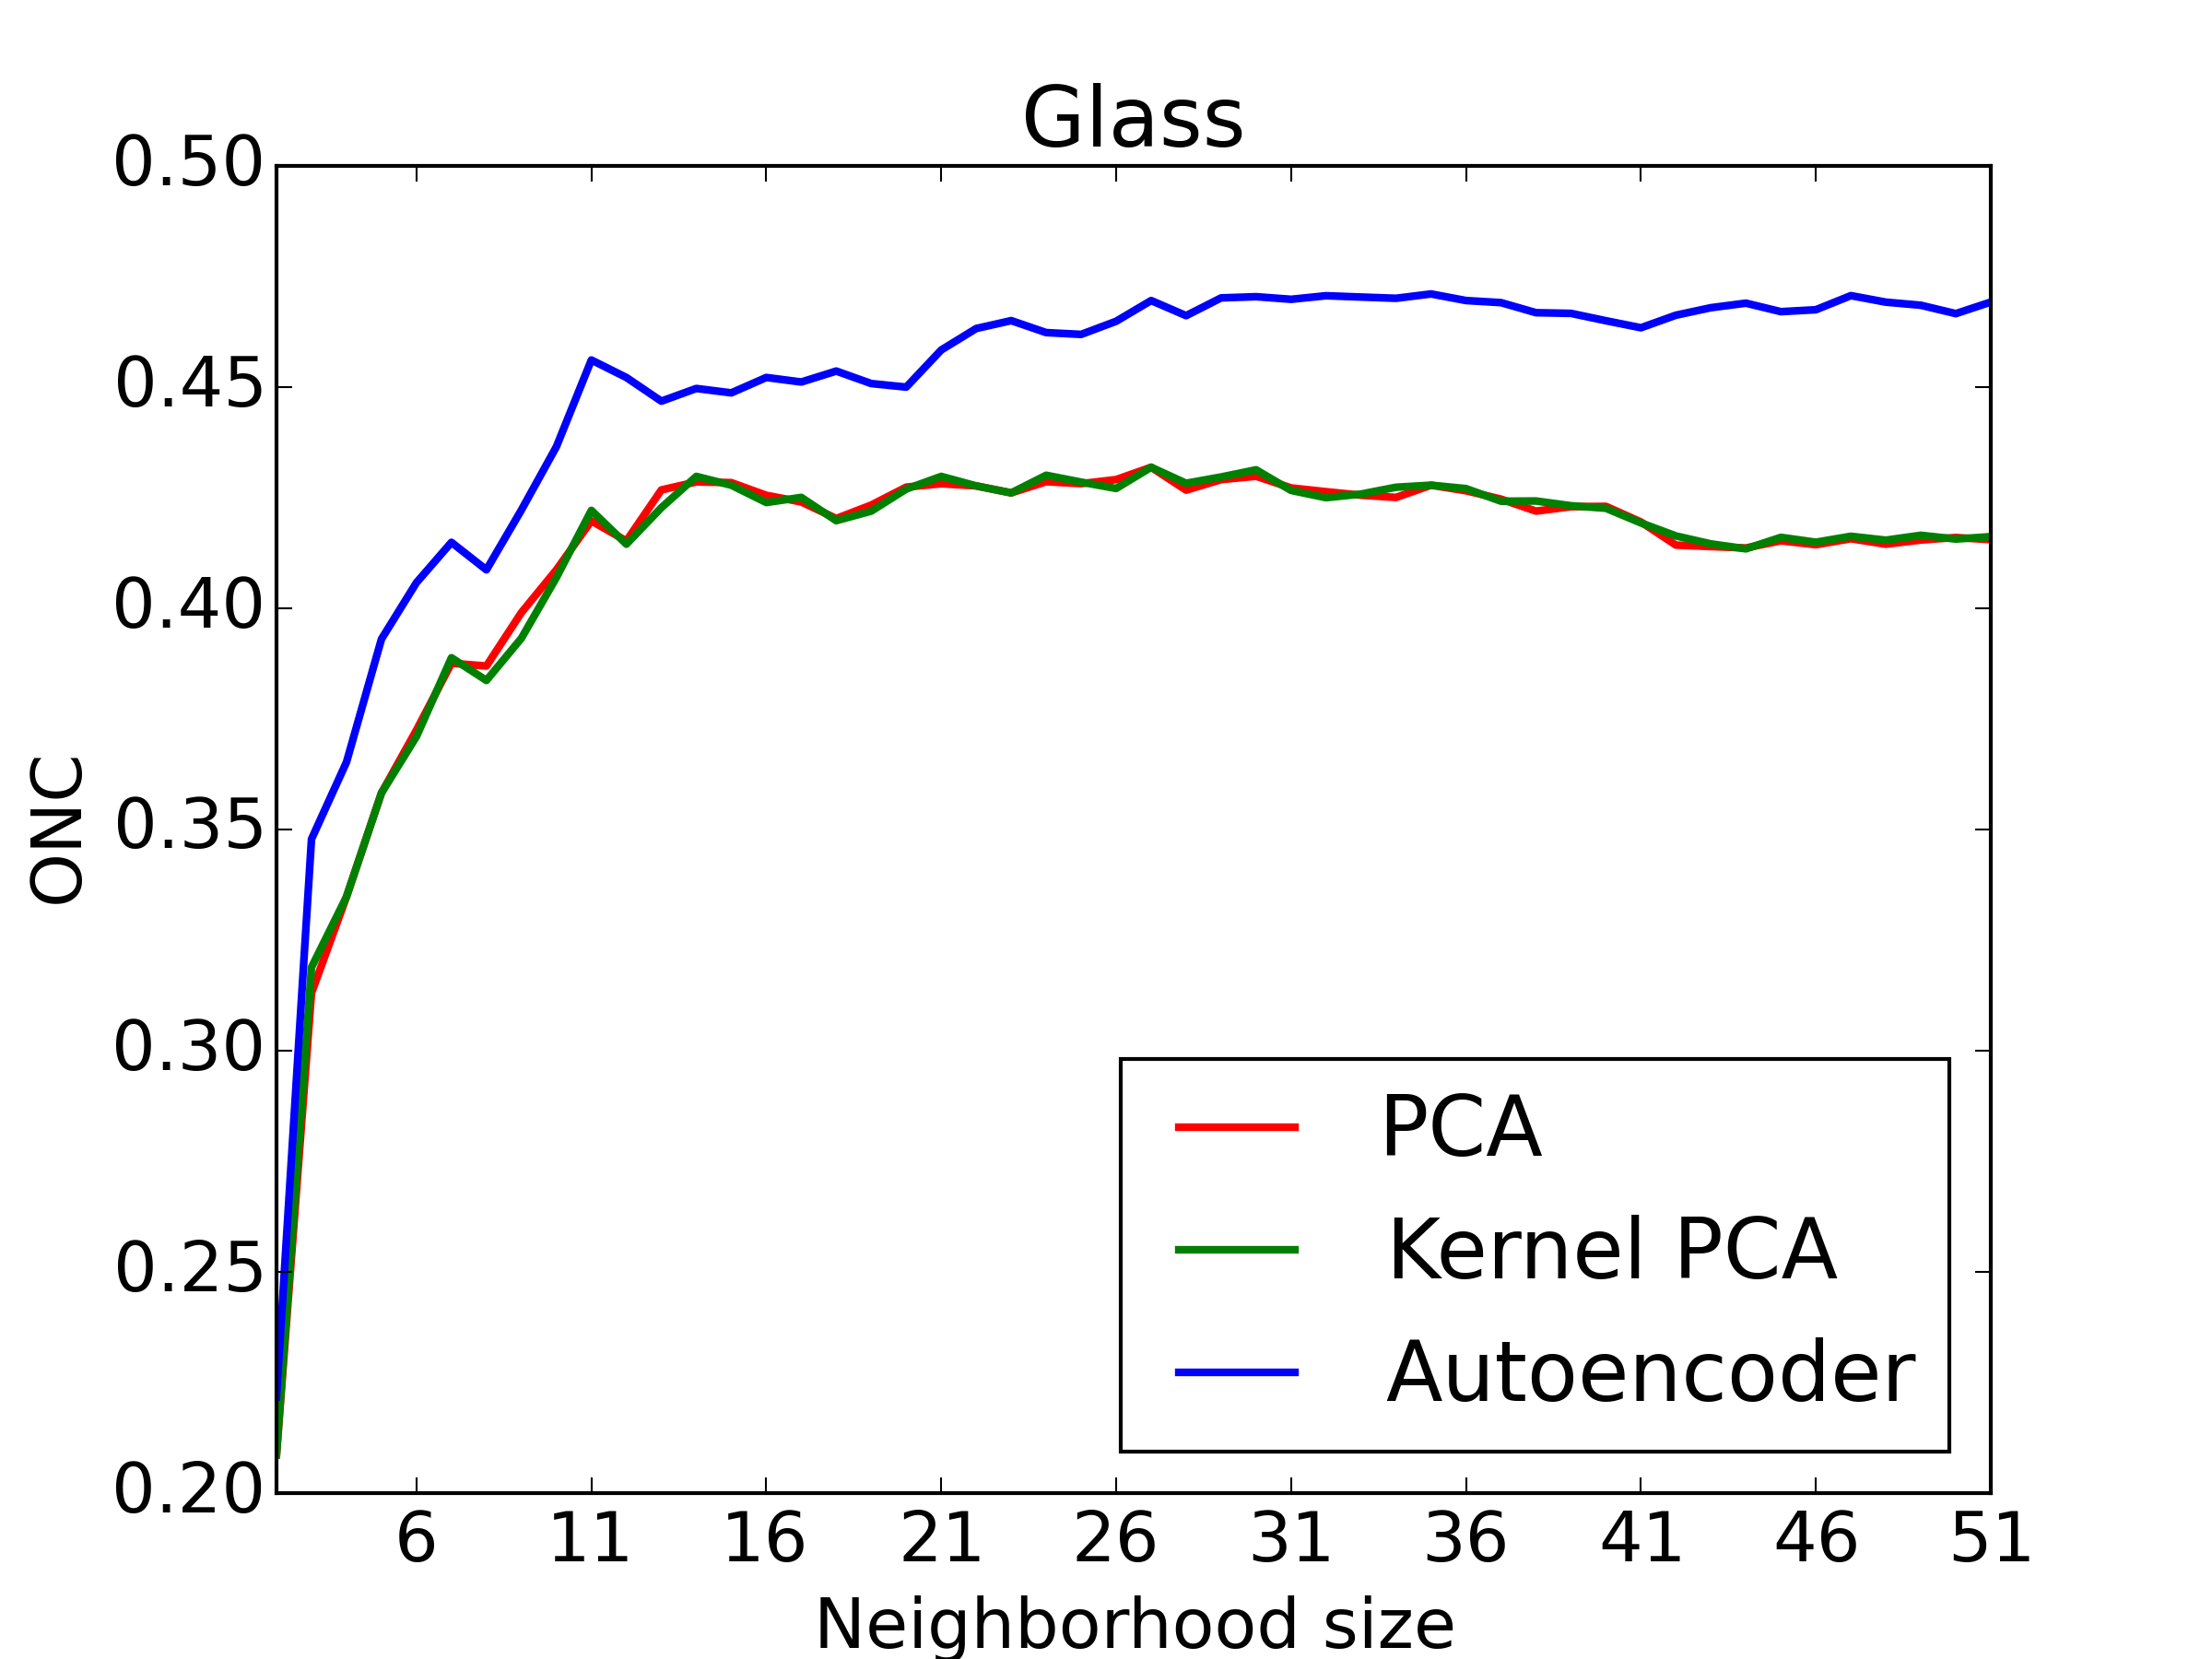 Glass
0.50
0.45
0.40
0.35
0.30
0.25
0.20
ONIC
PCA
Kernel PCA
Autoencoder
6 11 16 21 26 31 36 41 46 51
Neighborhood size